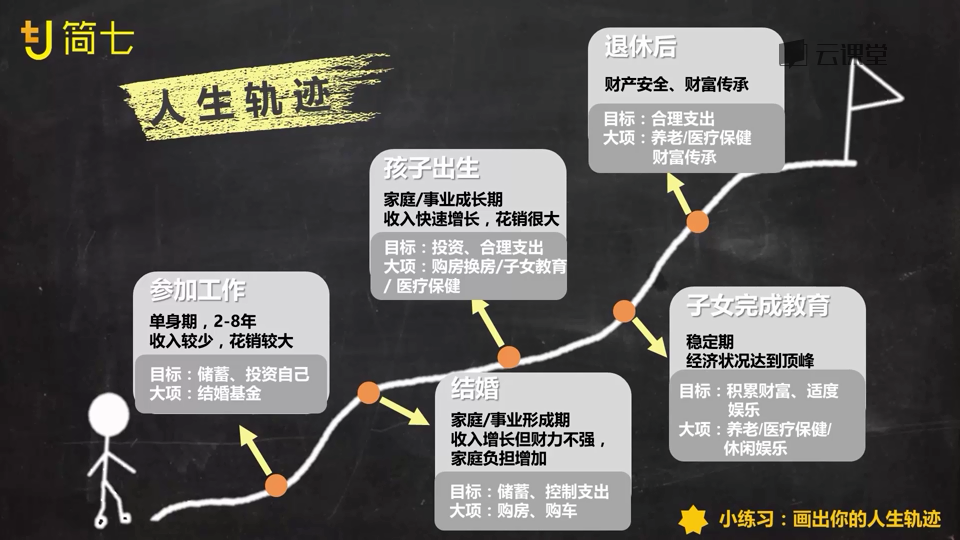 简七
人生轨迹
云课堂
退休后
财产安全、财富传承
目标：合理支出
大项：养老/医疗保健
财富传承
孩子出生
家庭/事业成长期
收入快速增长，花销很大
目标：投资、合理支出
大项：购房换房/子女教育
/ 医疗保健
参加工作
单身期，2-8年
收入较少，花销较大
目标：储蓄、投资自己
大项：结婚基金
子女完成教育
稳定期
经济状况达到顶峰
目标：积累财富、适度
娱乐
大项：养老/医疗保健/
休闲娱乐
结婚
家庭/事业形成期
收入增长但财力不强，
家庭负担增加
目标：储蓄、控制支出
大项：购房、购车
小练习：画出你的人生轨迹